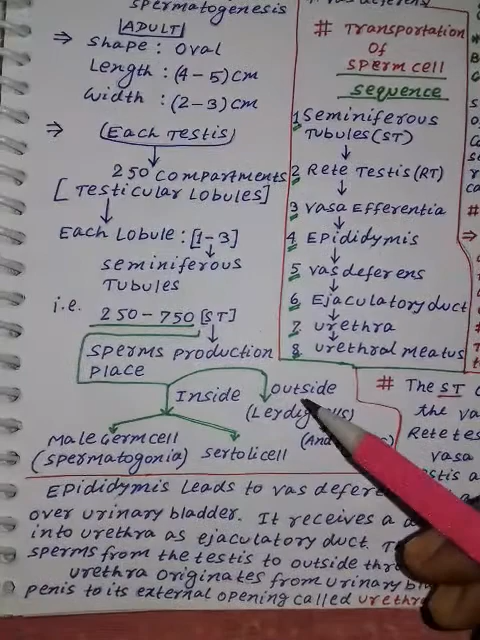 spermatogenesis
ADULT
⇒ Shape : Oval
Length : (4-5) cm
Width : (2-3) cm
⇒ (Each Testis)
250 Compartments
[Testicular Lobules]
Each Lobule : [1-3]
seminiferous
Tubules
i.e. 250-750 [ST]
Sperms production
place
Inside
Outside
(Leydig
Male Germ cell
(Spermatogonia)
Sertoli cell
# Transportation
Of
Sperm cell
sequence
1 Seminiferous
Tubules (ST)
2 Rete Testis (RT)
3 Vasa Efferentia
4 Epididymis
5 vas deferens
6 Ejaculatory duct
7 urethra
8 urethral meatus
# The ST
the va
Rete tes
vasa
Epididymis Leads to vas defere
over urinary bladder. It receives a d
into urethra as ejaculatory duct. T
sperms from the testis to outside thr
urethra originates from urinary bl
penis to its external opening called urethr